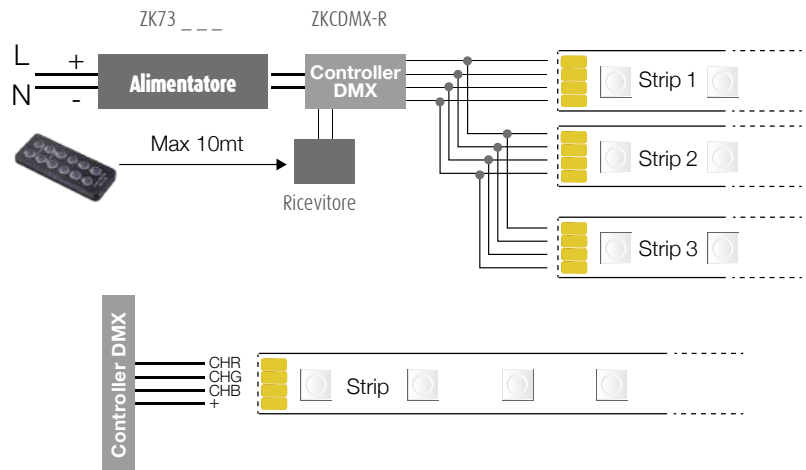 ZK73 _ _ _
ZKCDMX-R
L +
N -
Alimentatore
Controller
DMX
Strip 1
Max 10mt
Strip 2
Ricevitore
Strip 3
Controller DMX
CHR
CHG
CHB
+
Strip